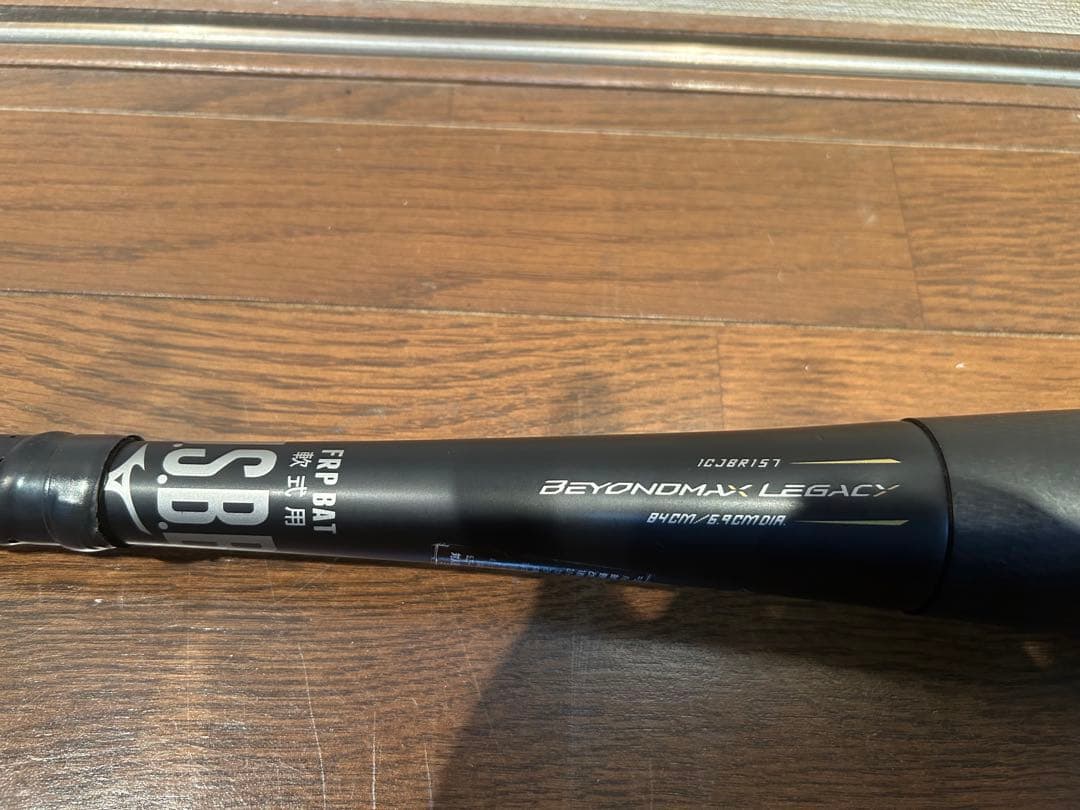 1CJBR157
BEYONDMAX LEGACY
84CM/6.9CM DIA.
FRP BAT
軟式用
.S.B.B